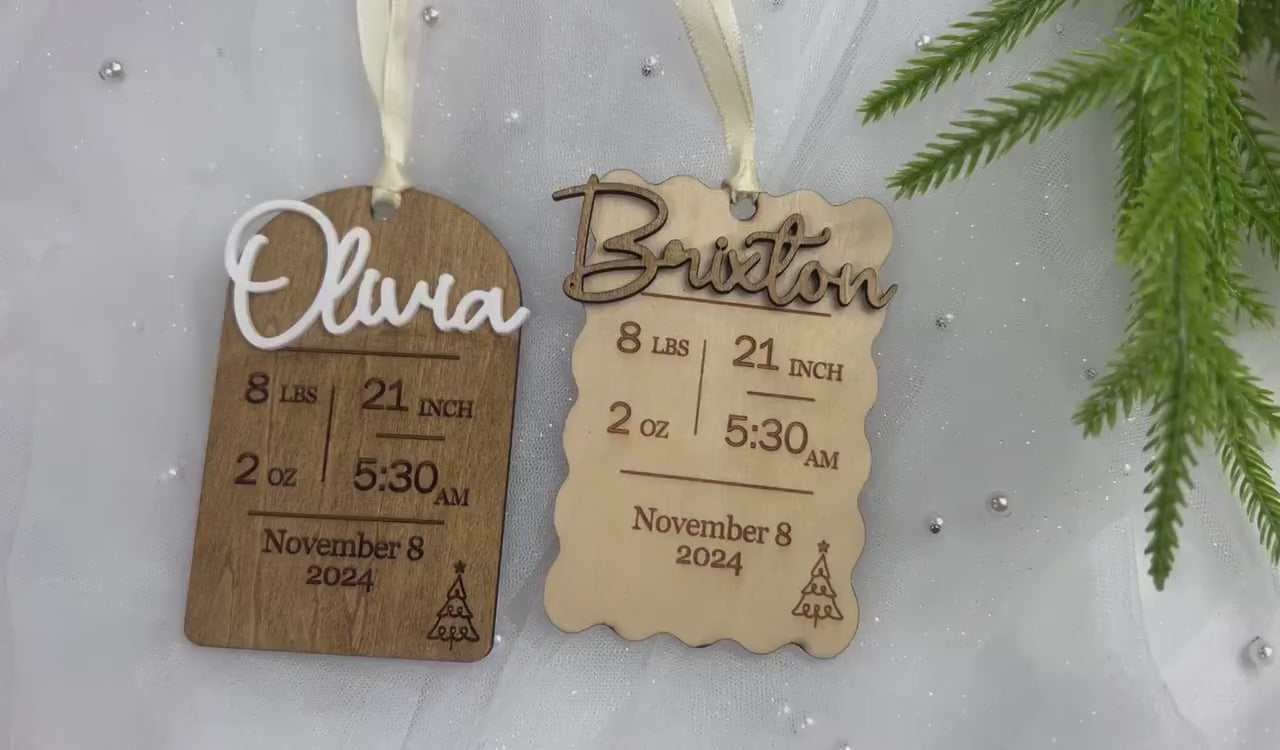 Olivia
8 LBS
21 INCH
2 OZ
5:30 AM
November 8
2024
Brixton
8 LBS
21 INCH
2 OZ
5:30 AM
November 8
2024